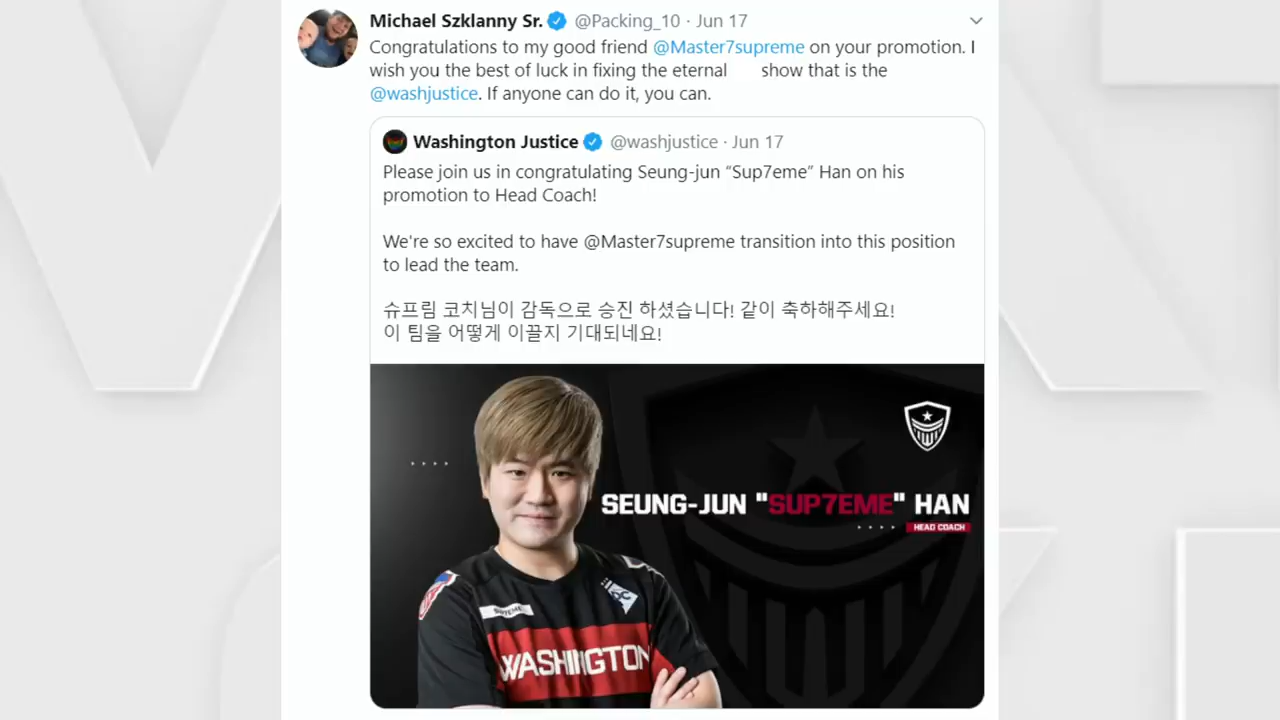 Michael Szklanny Sr. @Packing_10 · Jun 17
Congratulations to my good friend @Master7supreme on your promotion. I
wish you the best of luck in fixing the eternal show that is the
@washjustice. If anyone can do it, you can.
Washington Justice @washjustice · Jun 17
Please join us in congratulating Seung-jun “Sup7eme” Han on his
promotion to Head Coach!
We're so excited to have @Master7supreme transition into this position
to lead the team.
슈프림 코치님이 감독으로 승진 하셨습니다! 같이 축하해주세요!
이 팀을 어떻게 이끌지 기대되네요!
SEUNG-JUN "SUP7EME" HAN
HEAD COACH
SUP7EME
DC
WASHINGTON